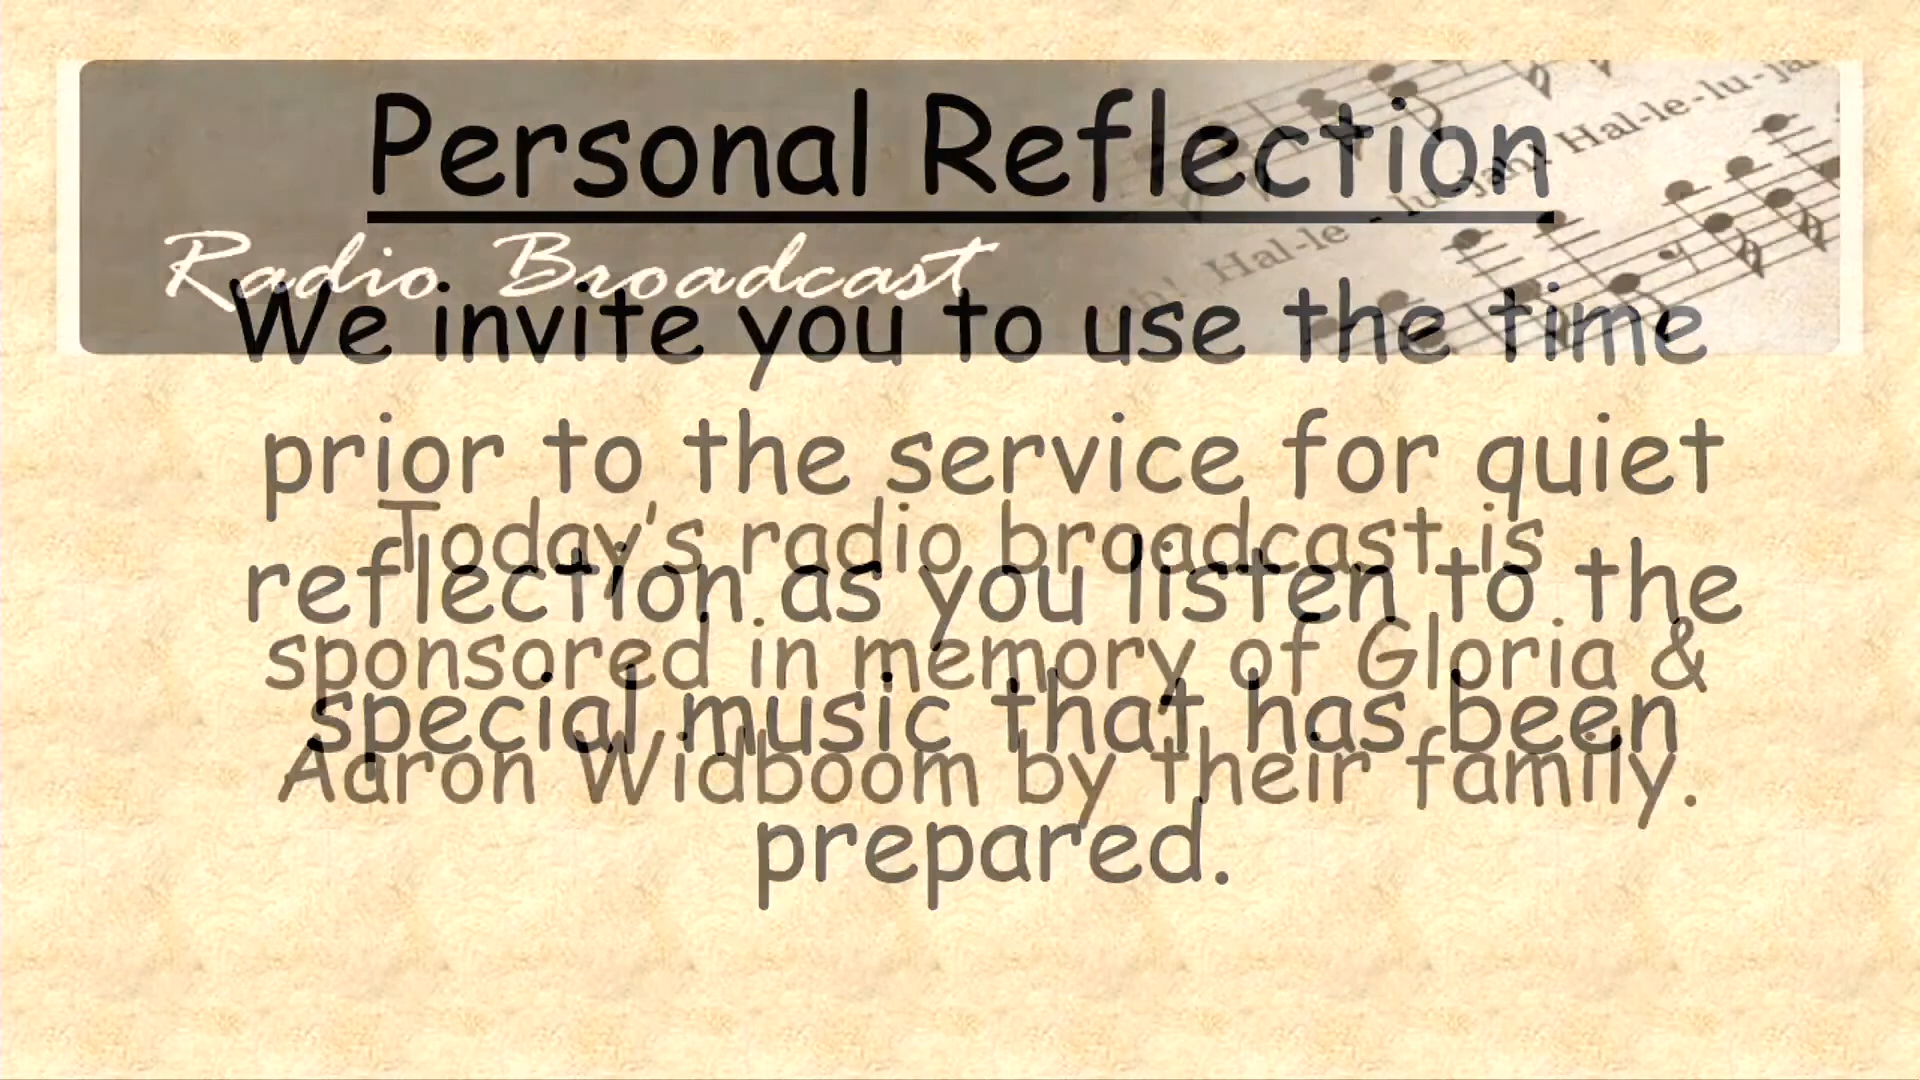 Personal Reflection
We invite you to use the time
prior to the service for quiet
reflection as you listen to the
special music that has been
prepared.
Radio Broadcast
Today’s radio broadcast is
sponsored in memory of Gloria &
Aaron Widboom by their family.
Hal-le-lu-jah
jah! Hal-le-lu-jah!